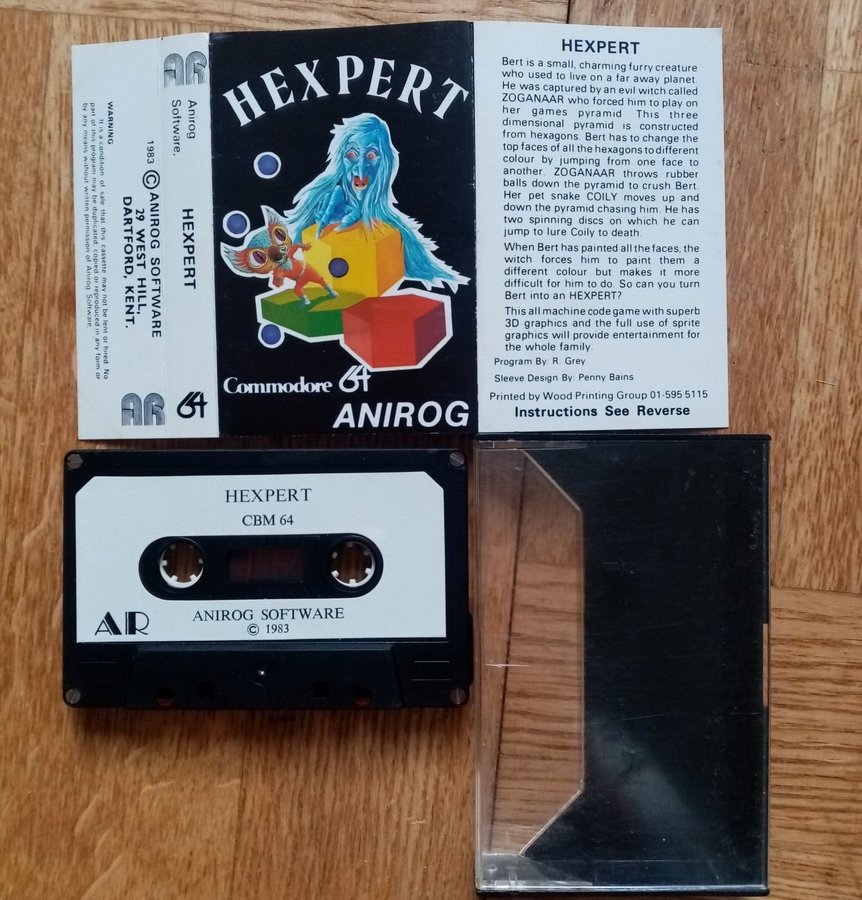 WARNING
It is a condition of sale that this cassette may not be lent or hired. No
part of this program may be duplicated, copied or reproduced in any form or
by any means without written permission of Anirog Software.
AR
Anirog
Software.
HEXPERT
1983 © ANIROG SOFTWARE
29 WEST HILL,
DARTFORD, KENT.
AR
64
HEXPERT
Commodore 64
ANIROG
HEXPERT
Bert is a small, charming furry creature
who used to live on a far away planet.
He was captured by an evil witch called
ZOGANAAR who forced him to play on
her games pyramid This three
dimensional pyramid is constructed
from hexagons. Bert has to change the
top faces of all the hexagons to different
colour by jumping from one face to
another. ZOGANAAR throws rubber
balls down the pyramid to crush Bert.
Her pet snake COILY moves up and
down the pyramid chasing him. He has
two spinning discs on which he can
jump to lure Coily to death.
When Bert has painted all the faces, the
witch forces him to paint them a
different colour but makes it more
difficult for him to do. So can you turn
Bert into an HEXPERT?
This all machine code game with superb
3D graphics and the full use of sprite
graphics will provide entertainment for
the whole family.
Program By: R. Grey
Sleeve Design By: Penny Bains
Printed by Wood Printing Group 01-595 5115
Instructions See Reverse
HEXPERT
CBM 64
AR
ANIROG SOFTWARE
© 1983